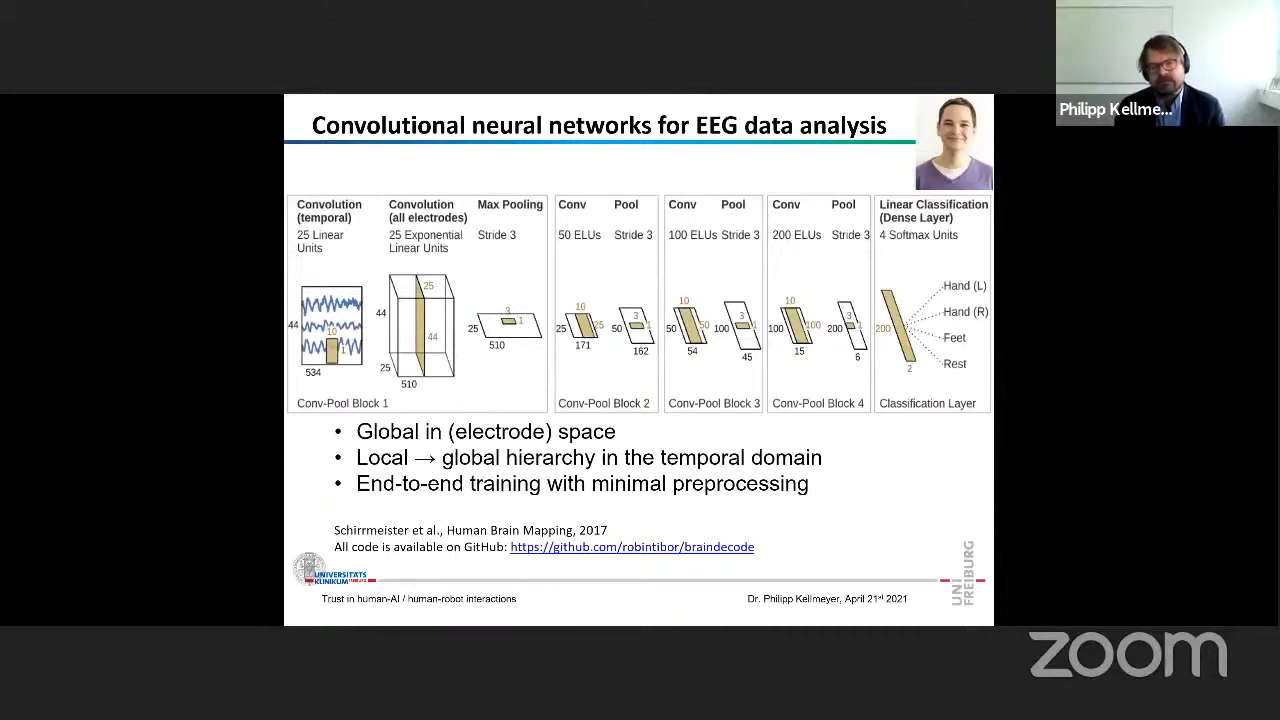 Philipp Kellme...
Convolutional neural networks for EEG data analysis
Convolution
(temporal)
25 Linear
Units
44
10
1
534
Convolution
(all electrodes)
25 Exponential
Linear Units
25
44
44
25
510
Max Pooling
Stride 3
3
1
25
510
Conv-Pool Block 1
Conv
Pool
50 ELUs
Stride 3
10
25
25
171
3
50
1
162
Conv-Pool Block 2
Conv
Pool
100 ELUs
Stride 3
10
50
50
54
3
100
1
45
Conv-Pool Block 3
Conv
Pool
200 ELUs
Stride 3
10
100
100
15
3
200
1
6
Conv-Pool Block 4
Linear Classification
(Dense Layer)
4 Softmax Units
200
2
Hand (L)
Hand (R)
Feet
Rest
Classification Layer
• Global in (electrode) space
• Local → global hierarchy in the temporal domain
• End-to-end training with minimal preprocessing
Schirrmeister et al., Human Brain Mapping, 2017
All code is available on GitHub: https://github.com/robintibor/braindecode
UNIVERSITÄTS
KLINIKUM
Trust in human-AI / human-robot interactions
Dr. Philipp Kellmeyer, April 21st 2021
UNI
FREIBURG
zoom